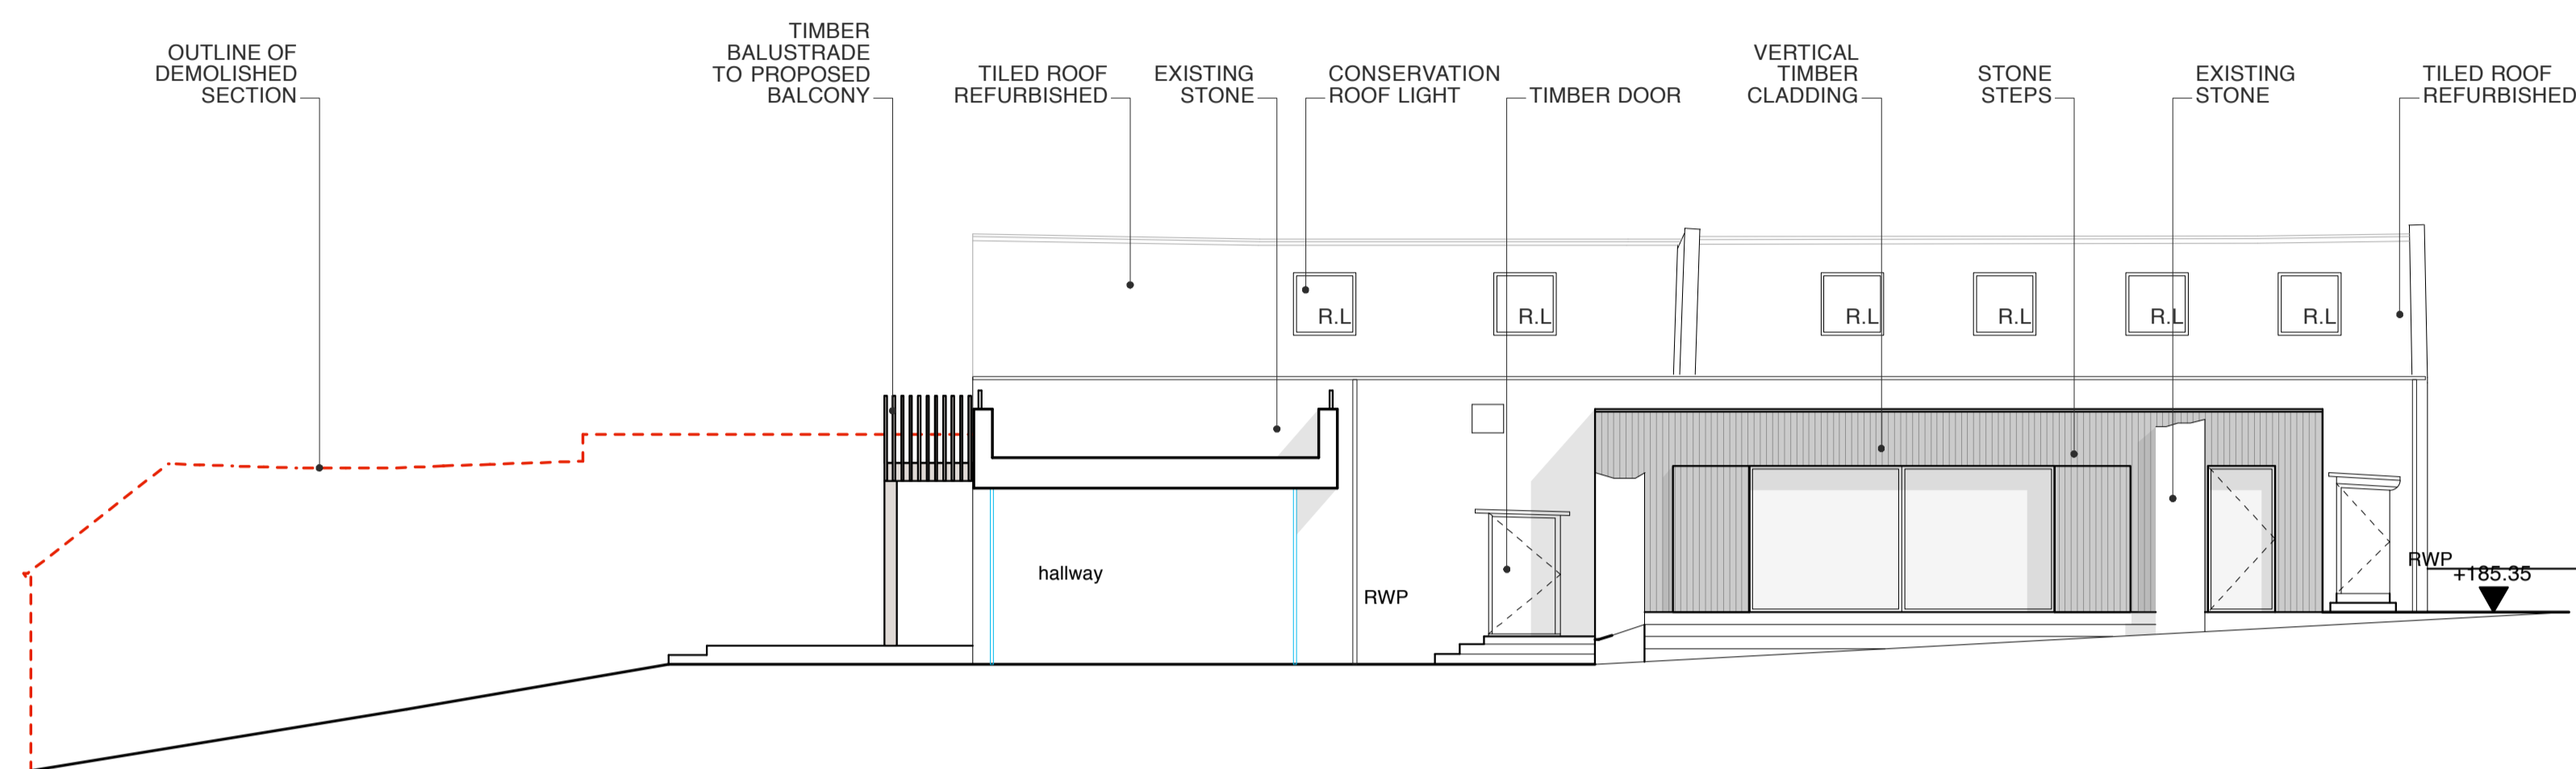 OUTLINE OF
DEMOLISHED
SECTION
TIMBER
BALUSTRADE
TO PROPOSED
BALCONY
TILED ROOF
REFURBISHED
EXISTING
STONE
CONSERVATION
ROOF LIGHT
TIMBER DOOR
VERTICAL
TIMBER
CLADDING
STONE
STEPS
EXISTING
STONE
TILED ROOF
REFURBISHED
R.L
R.L
R.L
R.L
R.L
R.L
hallway
RWP
RWP
+185.35